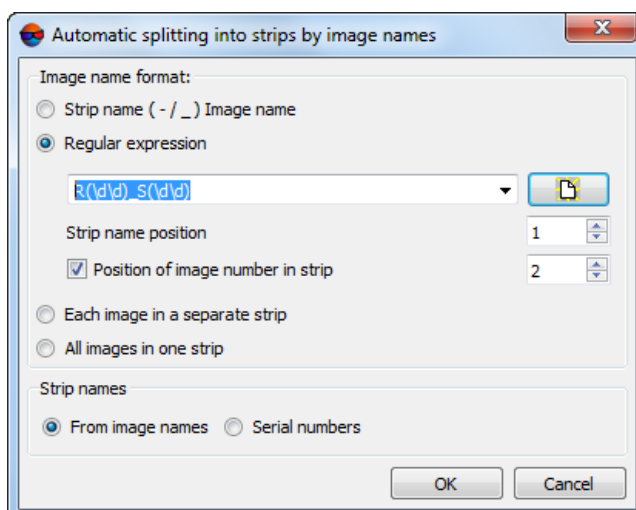 Automatic splitting into strips by image names
Image name format:
Strip name ( - / _ ) Image name
Regular expression
R(\d\d)_S(\d\d)
Strip name position 1
Position of image number in strip 2
Each image in a separate strip
All images in one strip
Strip names
From image names Serial numbers
OK Cancel